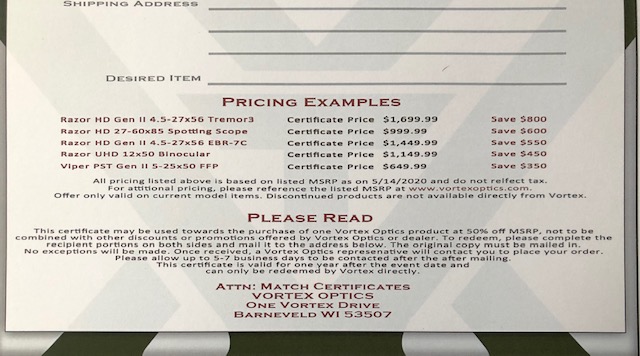 Shipping Address
Desired Item
Pricing Examples
Razor HD Gen II 4.5-27x56 Tremor3 Certificate Price $1,699.99 Save $800
Razor HD 27-60x85 Spotting Scope Certificate Price $999.99 Save $600
Razor HD Gen II 4.5-27x56 EBR-7C Certificate Price $1,449.99 Save $550
Razor UHD 12x50 Binocular Certificate Price $1,149.99 Save $450
Viper PST Gen II 5-25x50 FFP Certificate Price $649.99 Save $350
All pricing listed above is based on listed MSRP as on 5/14/2020 and do not relfect tax.
For attitional pricing, please reference the listed MSRP at www.vortexoptics.com.
Offer only valid on current model items. Discontinued products are not available directly from Vortex.
Please Read
This certificate may be used towards the purchase of one Vortex Optics product at 50% off MSRP, not to be
combined with other discounts or promotions offered by Vortex Optics or dealer. To redeem, please complete the
recipient portions on both sides and mail it to the address below. The original copy must be mailed in.
No exceptions will be made. Once received, a Vortex Optics representative will contact you to place your order.
Please allow up to 5-7 business days to be contacted after the after mailing.
This certificate is valid for one year after the event date and
can only be redeemed by Vortex directly.
Attn: Match Certificates
VORTEX OPTICS
One Vortex Drive
Barneveld WI 53507